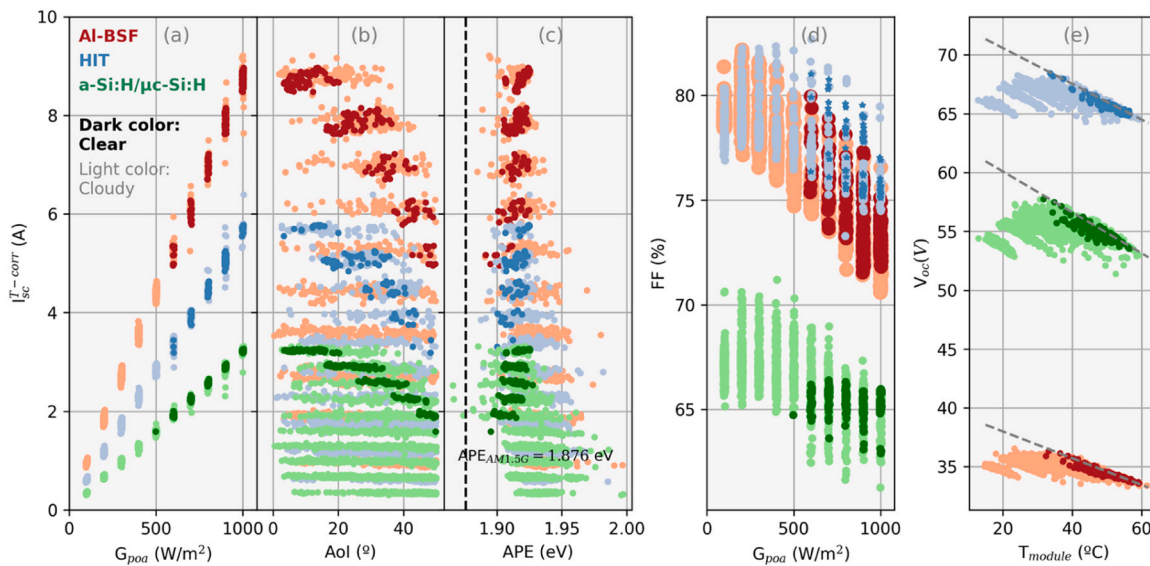 (a)
(b)
(c)
(d)
(e)
Al-BSF
HIT
a-Si:H/µc-Si:H
Dark color:
Clear
Light color:
Cloudy
I_sc^{T-corr} (A)
10
8
6
4
2
0
0 500 1000
G_poa (W/m²)
0 20 40
AoI (º)
APE_AM1.5G = 1.876 eV
1.90 1.95 2.00
APE (eV)
FF (%)
80
75
70
65
0 500 1000
G_poa (W/m²)
V_oc(V)
70
65
60
55
50
45
40
35
20 40 60
T_module (ºC)